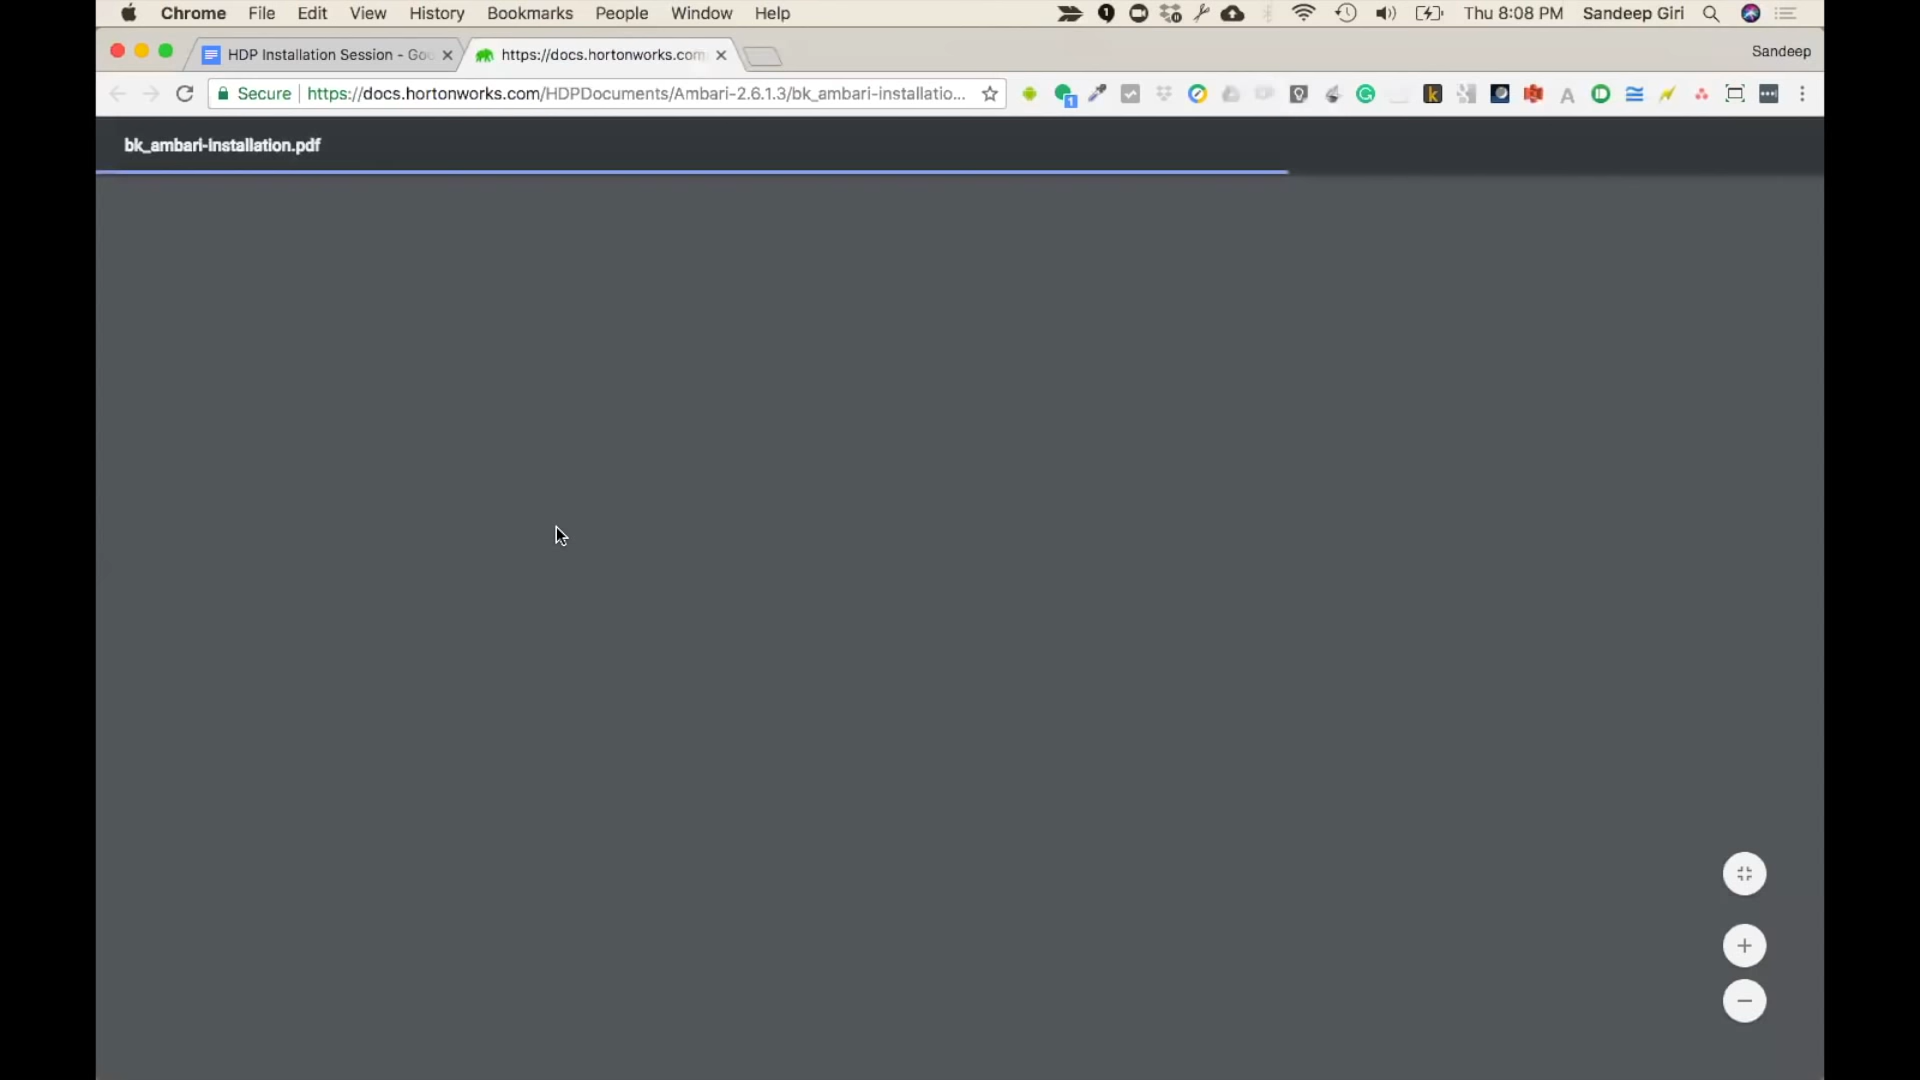 Chrome File Edit View History Bookmarks People Window Help Thu 8:08 PM Sandeep Giri
HDP Installation Session - Goo https://docs.hortonworks.com Sandeep
Secure https://docs.hortonworks.com/HDPDocuments/Ambari-2.6.1.3/bk_ambari-installatio...
bk_ambari-installation.pdf